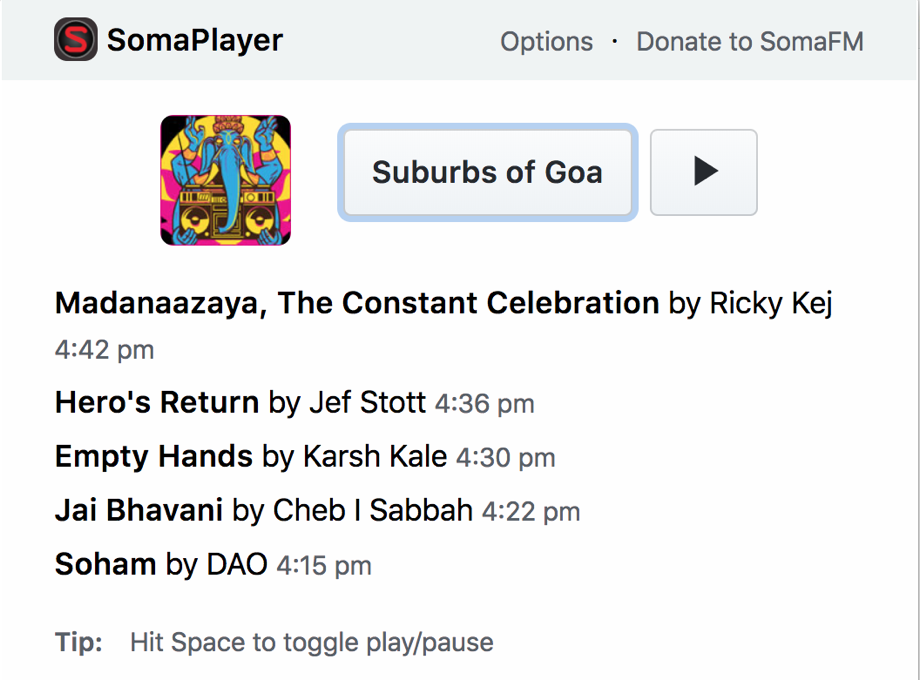 SomaPlayer
Options · Donate to SomaFM
Suburbs of Goa
Madanaazaya, The Constant Celebration by Ricky Kej
4:42 pm
Hero's Return by Jef Stott 4:36 pm
Empty Hands by Karsh Kale 4:30 pm
Jai Bhavani by Cheb I Sabbah 4:22 pm
Soham by DAO 4:15 pm
Tip: Hit Space to toggle play/pause